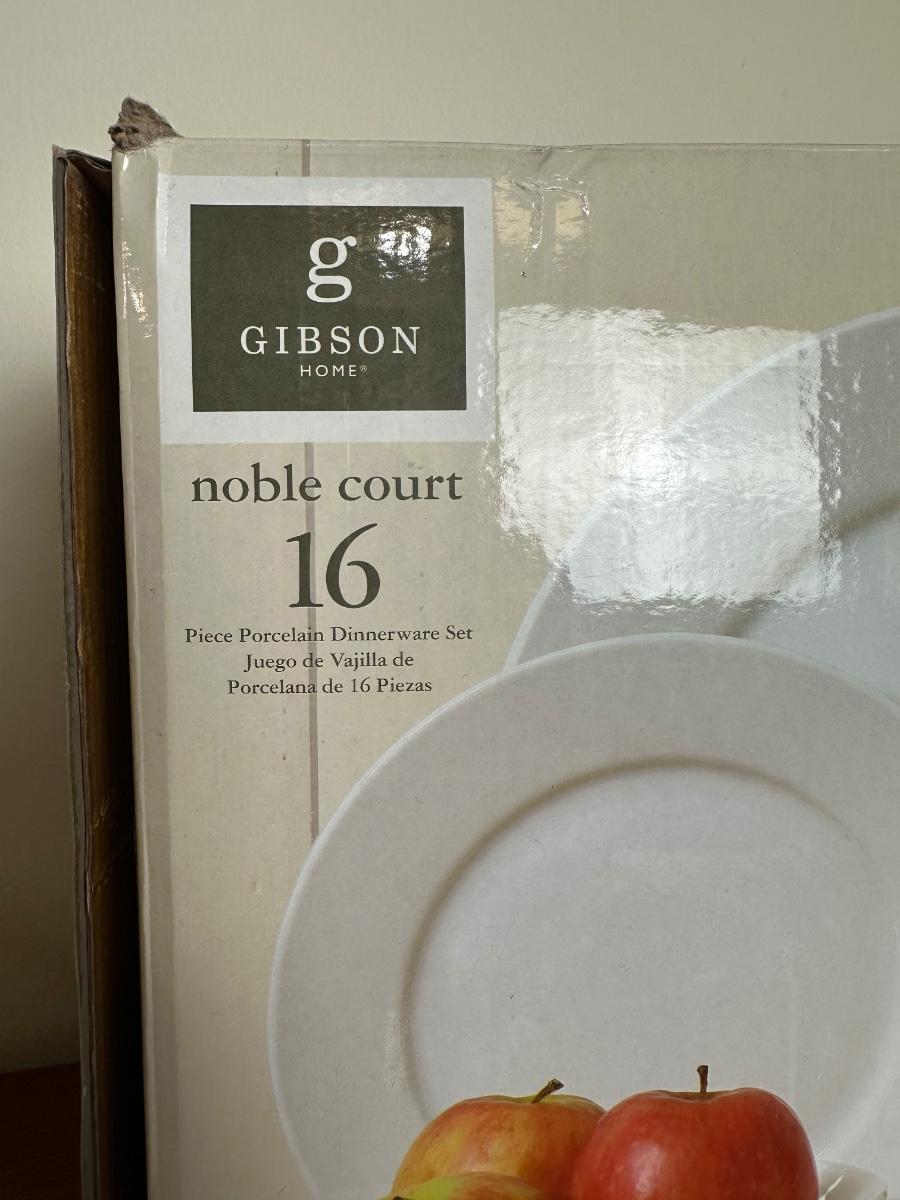 g
GIBSON
HOME®
noble court
16
Piece Porcelain Dinnerware Set
Juego de Vajilla de
Porcelana de 16 Piezas